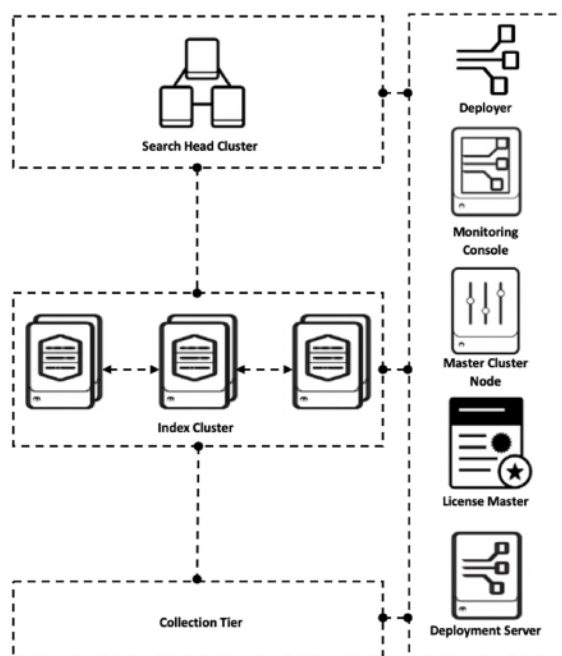 Search Head Cluster
Index Cluster
Collection Tier
Deployer
Monitoring
Console
Master Cluster
Node
License Master
Deployment Server